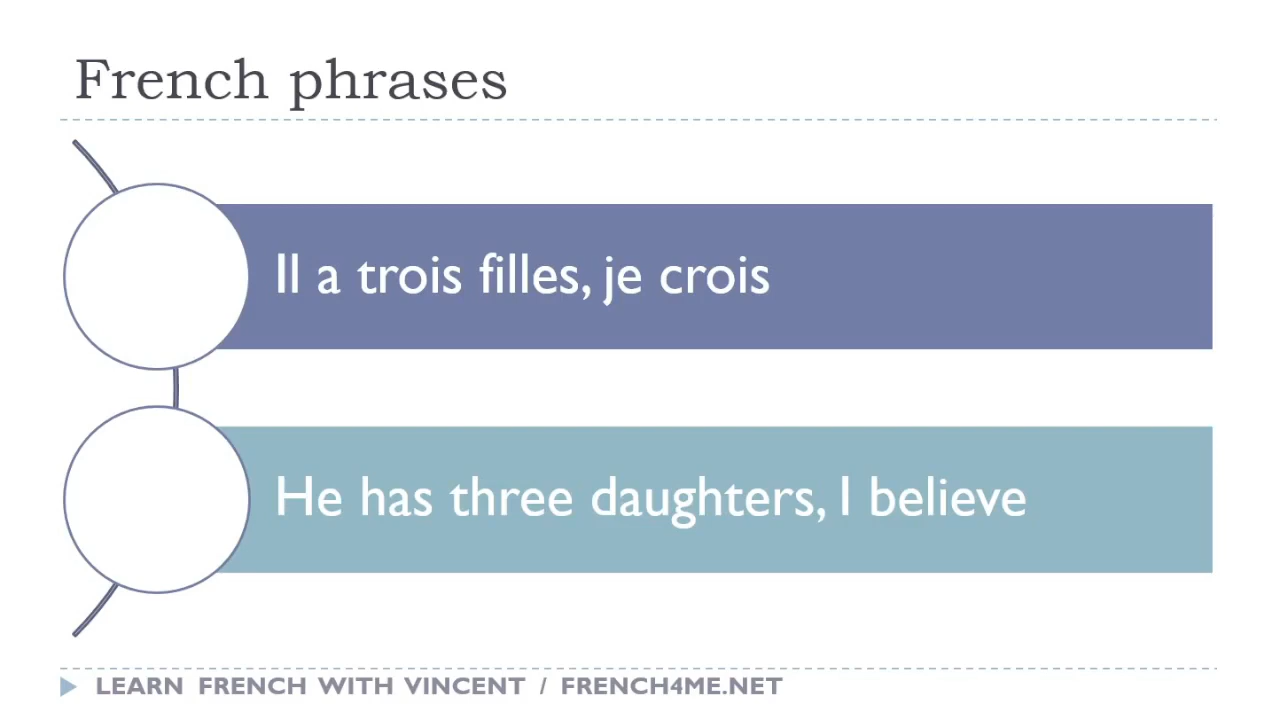 French phrases
Il a trois filles, je crois
He has three daughters, I believe
LEARN FRENCH WITH VINCENT / FRENCH4ME.NET